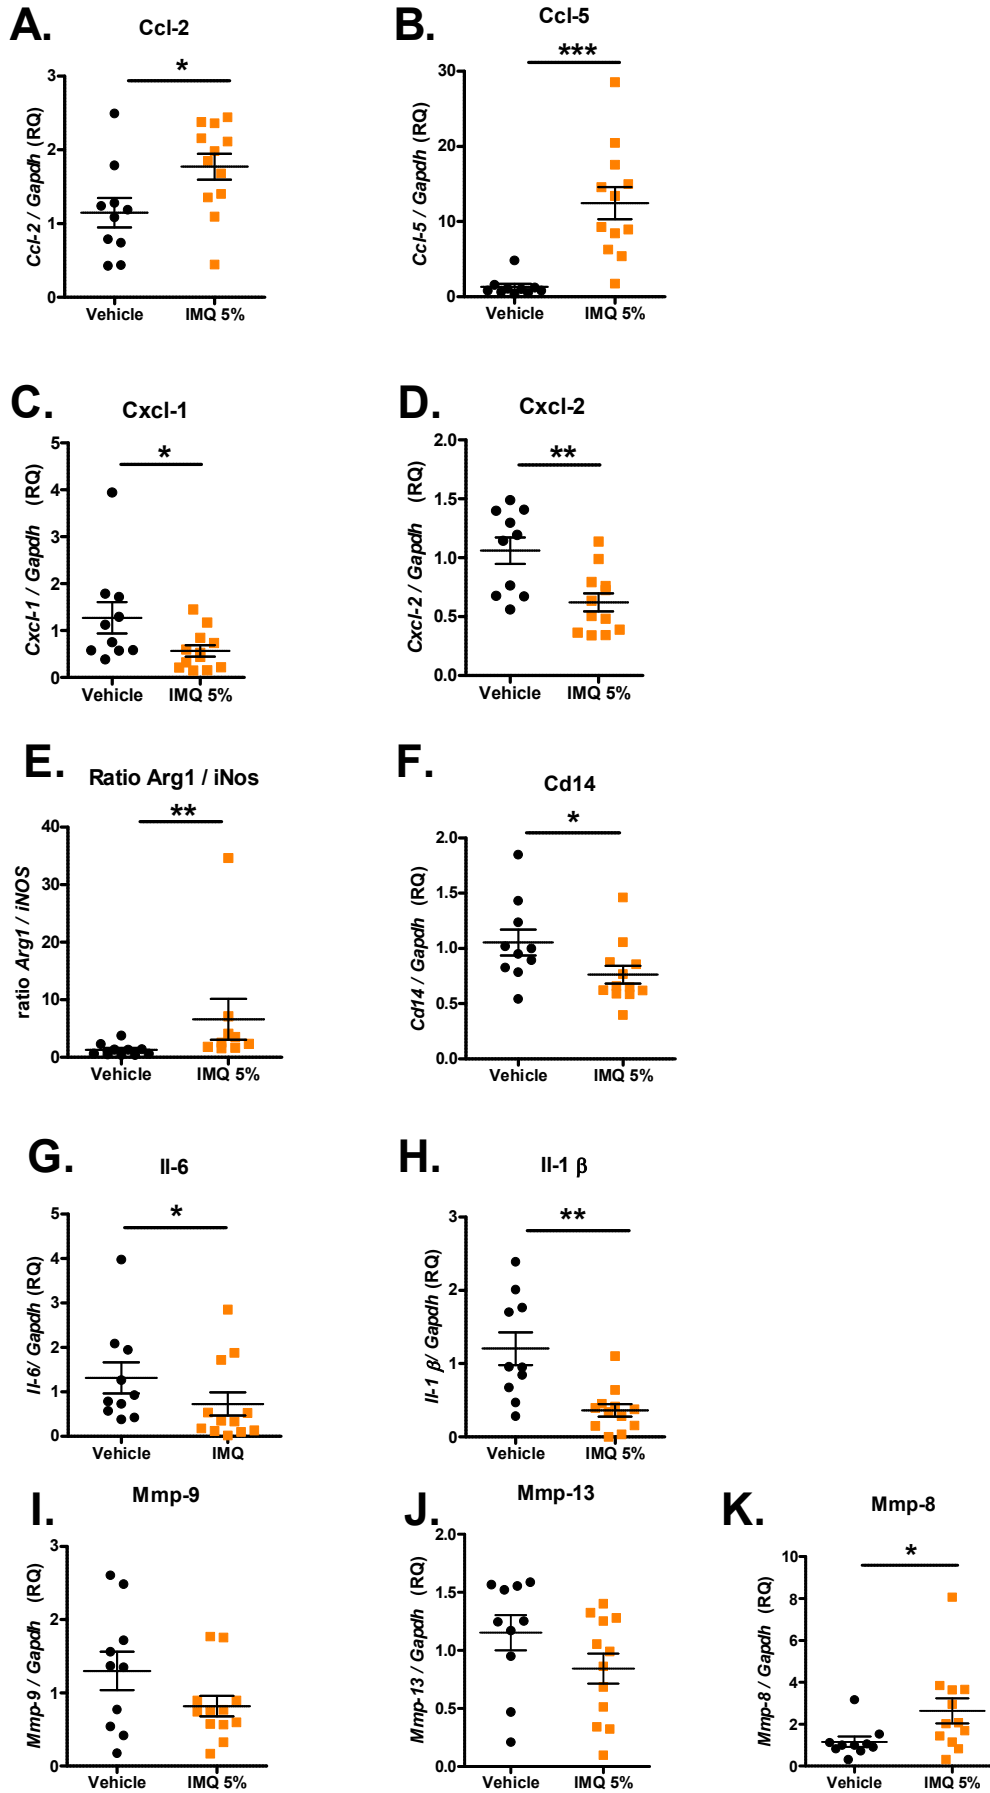 A.
Ccl-2
*
Ccl-2 / Gapdh (RQ)
3
2
1
0
Vehicle
IMQ 5%
B.
Ccl-5
***
Ccl-5 / Gapdh (RQ)
30
20
10
0
Vehicle
IMQ 5%
C.
Cxcl-1
*
Cxcl-1 / Gapdh (RQ)
5
4
3
2
1
0
Vehicle
IMQ 5%
D.
Cxcl-2
**
Cxcl-2 / Gapdh (RQ)
2.0
1.5
1.0
0.5
0.0
Vehicle
IMQ 5%
E.
Ratio Arg1 / iNos
**
ratio Arg1 / iNOS
40
30
20
10
0
Vehicle
IMQ 5%
F.
Cd14
*
Cd14 / Gapdh (RQ)
2.0
1.5
1.0
0.5
0.0
Vehicle
IMQ 5%
G.
Il-6
*
Il-6/ Gapdh (RQ)
5
4
3
2
1
0
Vehicle
IMQ
H.
Il-1 β
**
Il-1 β/ Gapdh (RQ)
3
2
1
0
Vehicle
IMQ 5%
I.
Mmp-9
Mmp-9 / Gapdh (RQ)
3
2
1
0
Vehicle
IMQ 5%
J.
Mmp-13
Mmp-13 / Gapdh (RQ)
2.0
1.5
1.0
0.5
0.0
Vehicle
IMQ 5%
K.
Mmp-8
*
Mmp-8 / Gapdh (RQ)
10
8
6
4
2
0
Vehicle
IMQ 5%